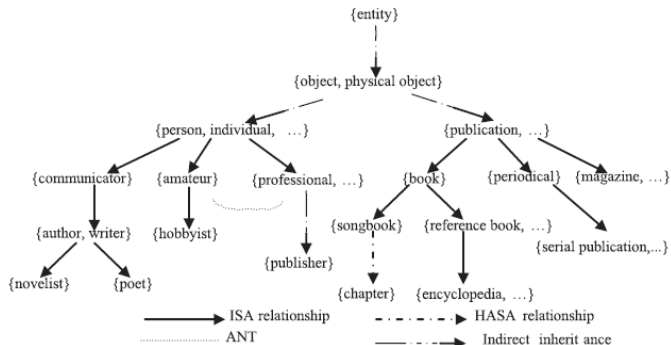 {entity}
{object, physical object}
{person, individual, ...}
{publication, ...}
{communicator}
{amateur}
{professional, ...}
{book}
{periodical}
{magazine, ...}
{author, writer}
{hobbyist}
{songbook}
{reference book, ...}
{serial publication,...}
{publisher}
{novelist}
{poet}
{chapter}
{encyclopedia, ...}
ISA relationship
HASA relationship
ANT
Indirect inherit ance